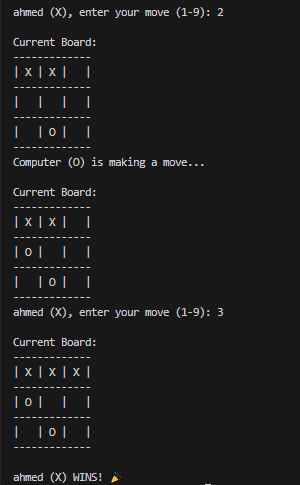 ahmed (X), enter your move (1-9): 2
Current Board:
-------------
| X | X |   |
-------------
|   |   |   |
-------------
|   | O |   |
-------------
Computer (O) is making a move...
Current Board:
-------------
| X | X |   |
-------------
| O |   |   |
-------------
|   | O |   |
-------------
ahmed (X), enter your move (1-9): 3
Current Board:
-------------
| X | X | X |
-------------
| O |   |   |
-------------
|   | O |   |
-------------
ahmed (X) WINS! 🎉